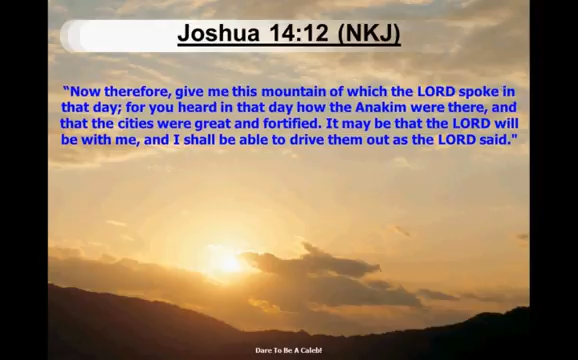 Joshua 14:12 (NKJ)
“Now therefore, give me this mountain of which the LORD spoke in
that day; for you heard in that day how the Anakim were there, and
that the cities were great and fortified. It may be that the LORD will
be with me, and I shall be able to drive them out as the LORD said."
Dare To Be A Caleb!